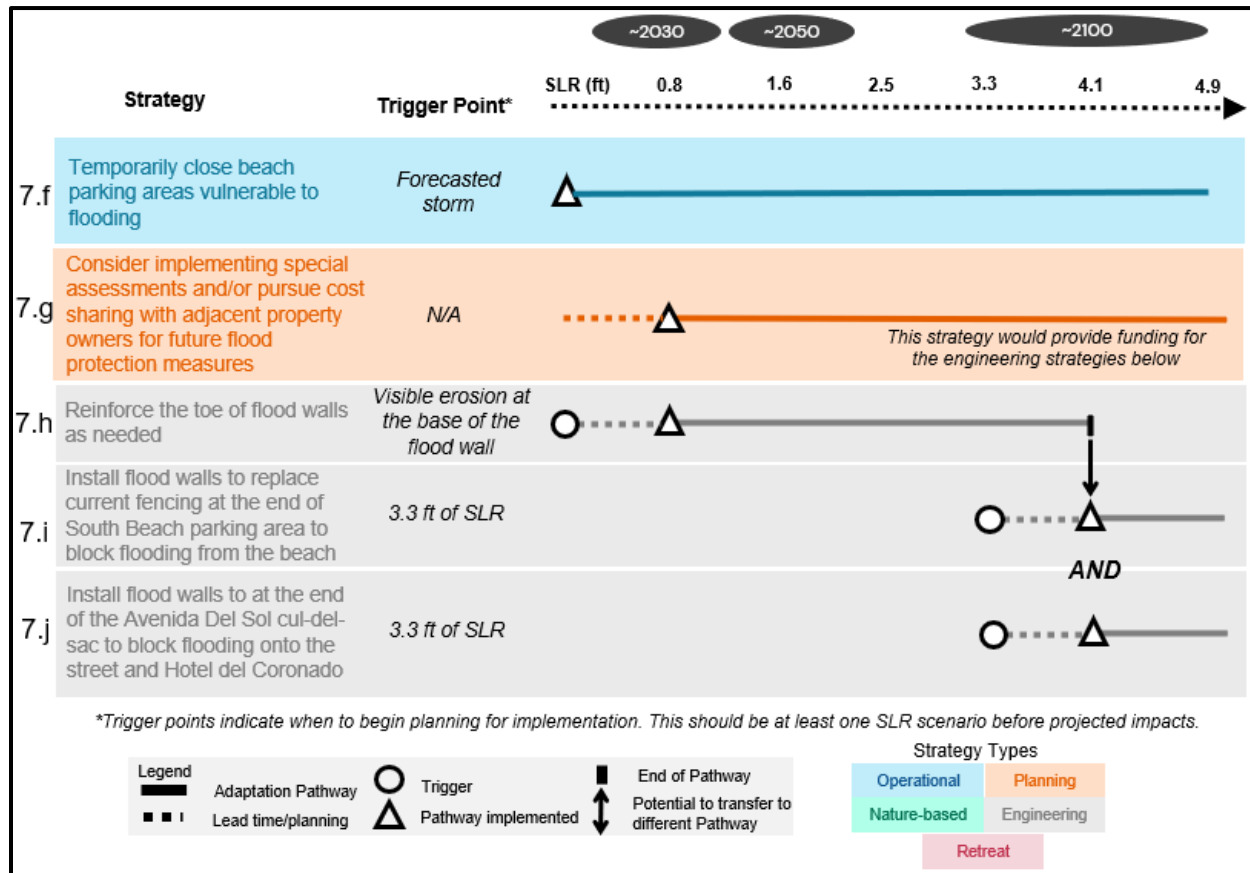 ~2030
~2050
~2100
Strategy
Trigger Point*
SLR (ft)
0.8
1.6
2.5
3.3
4.1
4.9
7.f
Temporarily close beach
parking areas vulnerable to
flooding
Forecasted
storm
7.g
Consider implementing special
assessments and/or pursue cost
sharing with adjacent property
owners for future flood
protection measures
N/A
This strategy would provide funding for
the engineering strategies below
7.h
Reinforce the toe of flood walls
as needed
Visible erosion at
the base of the
flood wall
7.i
Install flood walls to replace
current fencing at the end of
South Beach parking area to
block flooding from the beach
3.3 ft of SLR
AND
7.j
Install flood walls to at the end
of the Avenida Del Sol cul-del-
sac to block flooding onto the
street and Hotel del Coronado
3.3 ft of SLR
*Trigger points indicate when to begin planning for implementation. This should be at least one SLR scenario before projected impacts.
Legend
Adaptation Pathway
Lead time/planning
Trigger
Pathway implemented
End of Pathway
Potential to transfer to
different Pathway
Strategy Types
Operational
Planning
Nature-based
Engineering
Retreat